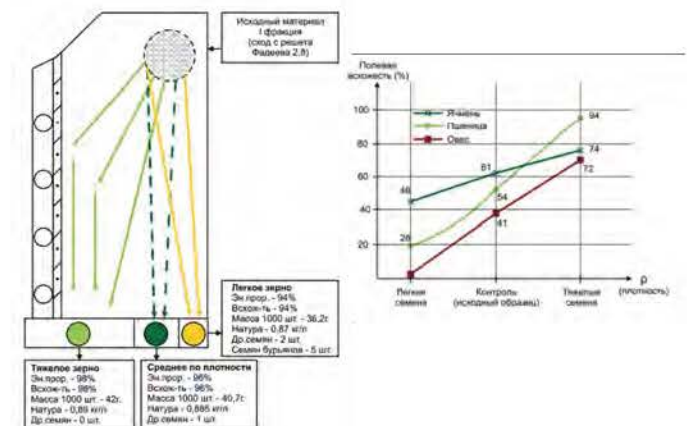 Исходный материал
I фракция
(сход с решета
Фадеева 2,8)
Легкое зерно
Эн.прор. - 94%
Всхож-ть - 94%
Масса 1000 шт. - 36,2г.
Натура - 0,87 кг/л
Др.семян - 2 шт.
Семян бурьянов - 5 шт.
Тяжелое зерно
Эн.прор. - 98%
Всхож-ть - 98%
Масса 1000 шт. - 42г.
Натура - 0,89 кг/л
Др.семян - 0 шт.
Среднее по плотности
Эн.прор. - 96%
Всхож-ть - 96%
Масса 1000 шт. - 40,7г.
Натура - 0,885 кг/л
Др.семян - 1 шт.
Полевая
всхожесть (%)
100
80
60
40
20
Ячмень
Пшеница
Овес
46
28
61
54
41
94
74
72
Легкие
семена
Контроль
(исходный образец)
Тяжелые
семена
ρ
(плотность)